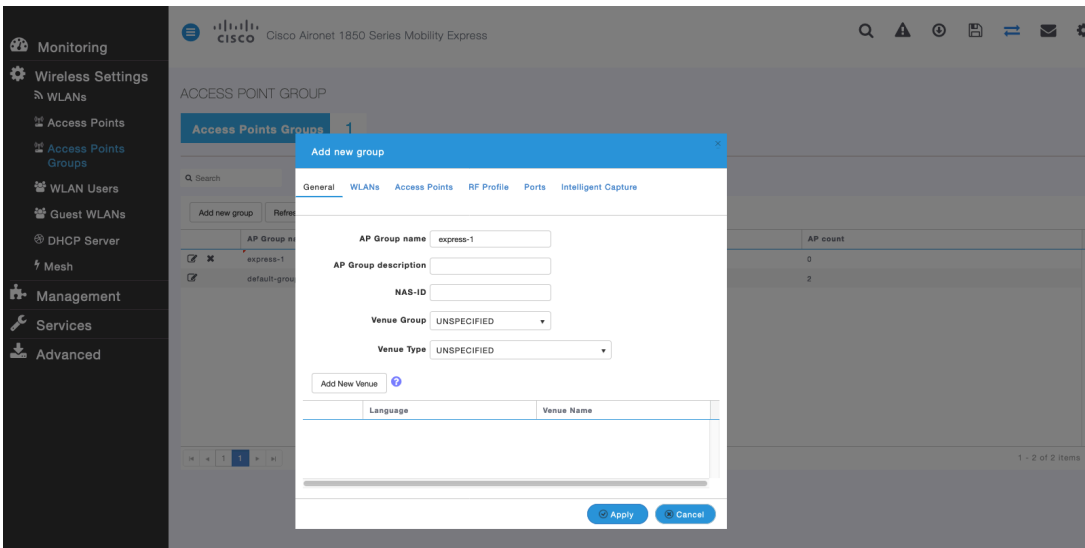 Monitoring
Wireless Settings
WLANs
Access Points
Access Points
Groups
WLAN Users
Guest WLANs
DHCP Server
Mesh
Management
Services
Advanced
CISCO Cisco Aironet 1850 Series Mobility Express
ACCESS POINT GROUP
Access Points Groups 1
Search
Add new group Refres
AP Group na AP count
express-1 0
default-grou 2
1 1
1 - 2 of 2 items
Add new group
General WLANs Access Points RF Profile Ports Intelligent Capture
AP Group name express-1
AP Group description
NAS-ID
Venue Group UNSPECIFIED
Venue Type UNSPECIFIED
Add New Venue ?
Language Venue Name
Apply Cancel